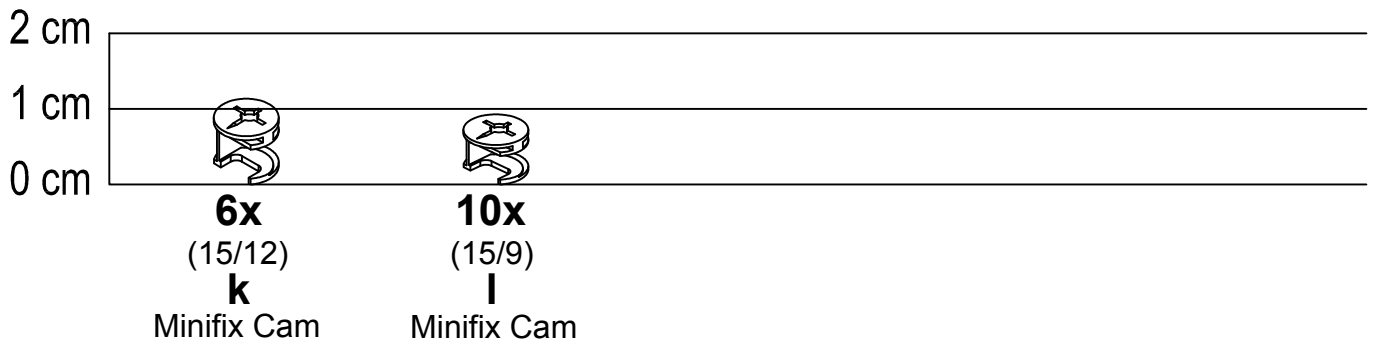 2 cm
1 cm
0 cm
6x
(15/12)
k
Minifix Cam
10x
(15/9)
l
Minifix Cam